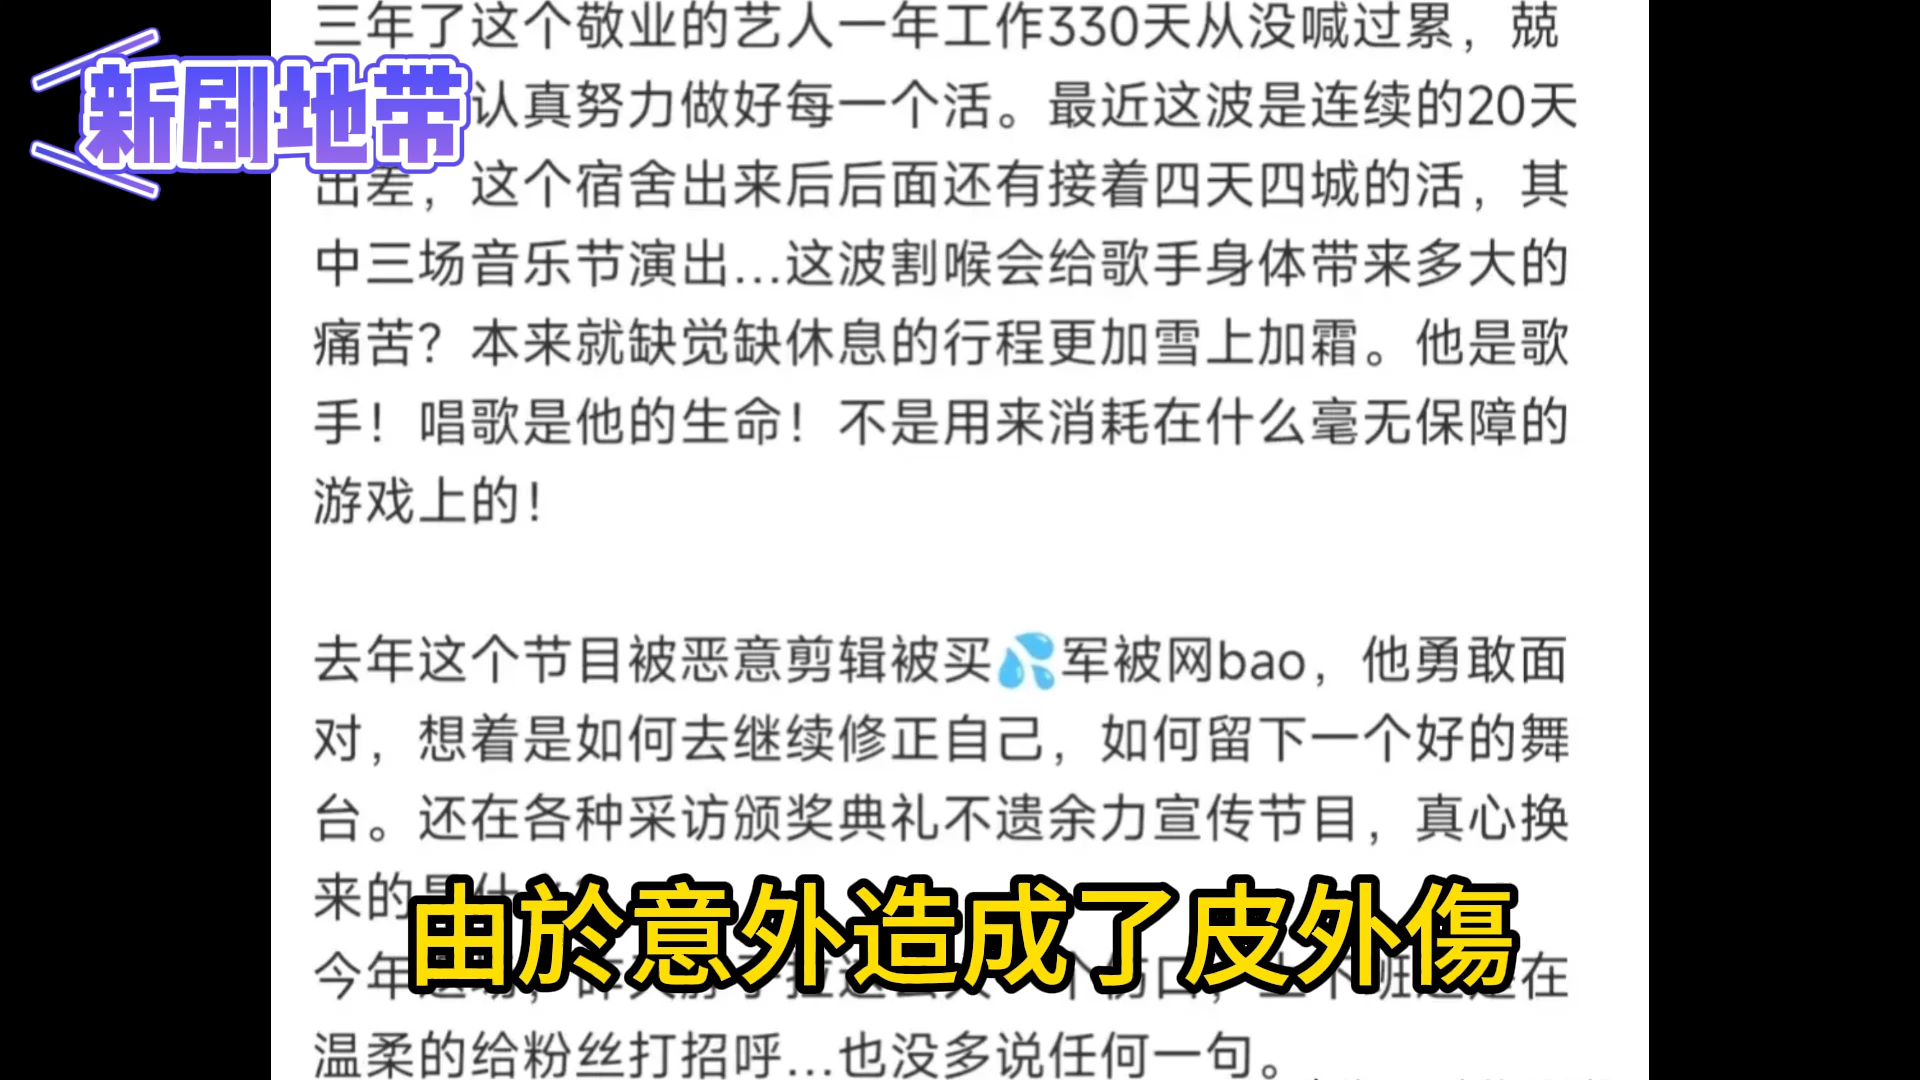 三年了这个敬业的艺人一年工作330天从没喊过累，兢
新剧地带
认真努力做好每一个活。最近这波是连续的20天
出差，这个宿舍出来后后面还有接着四天四城的活，其
中三场音乐节演出...这波割喉会给歌手身体带来多大的
痛苦？本来就缺觉缺休息的行程更加雪上加霜。他是歌
手！唱歌是他的生命！不是用来消耗在什么毫无保障的
游戏上的！
去年这个节目被恶意剪辑被买💦军被网bao，他勇敢面
对，想着是如何去继续修正自己，如何留下一个好的舞
台。还在各种采访颁奖典礼不遗余力宣传节目，真心换
来的是什
由於意外造成了皮外傷
今年 在
温柔的给粉丝打招呼...也没多说任何一句。